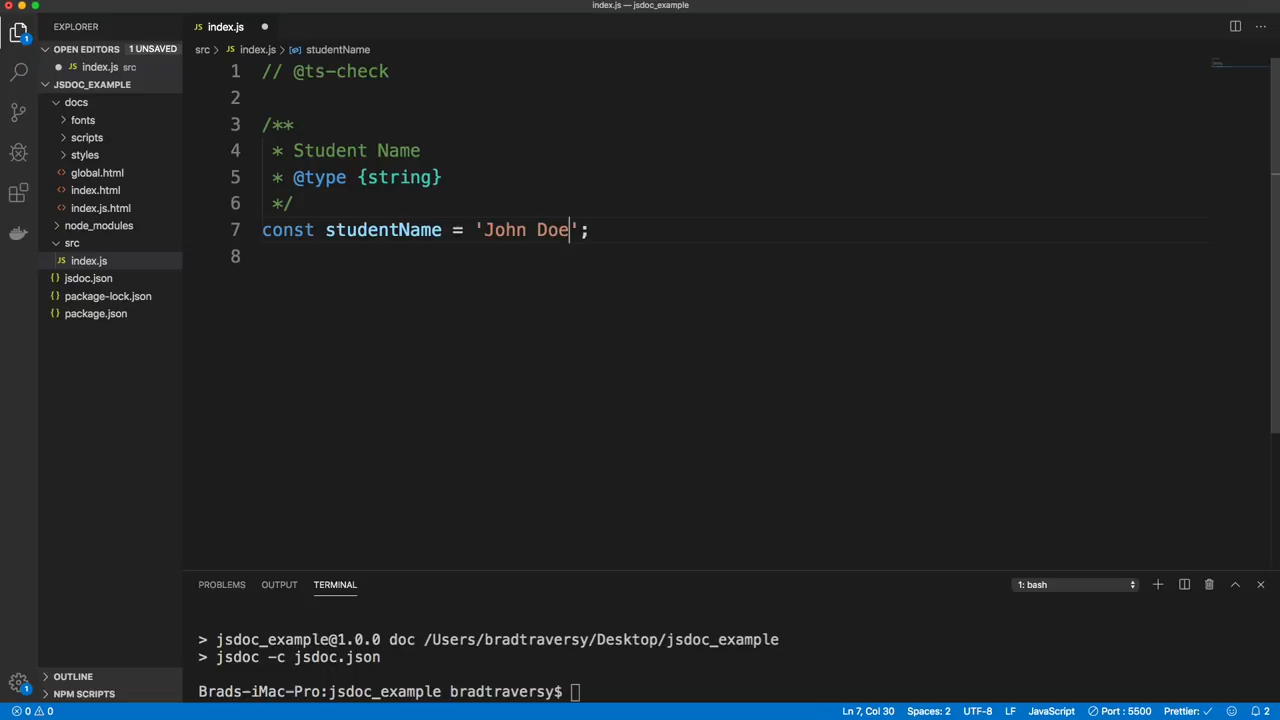 index.js — jsdoc_example
EXPLORER
JS index.js
OPEN EDITORS 1 UNSAVED
JS index.js src
JSDOC_EXAMPLE
docs
fonts
scripts
styles
global.html
index.html
index.js.html
node_modules
src
JS index.js
jsdoc.json
package-lock.json
package.json
OUTLINE
NPM SCRIPTS
1
1
src > JS index.js > studentName
1 // @ts-check
2
3 /**
4 * Student Name
5 * @type {string}
6 */
7 const studentName = 'John Doe';
8
PROBLEMS OUTPUT TERMINAL 1: bash
> jsdoc_example@1.0.0 doc /Users/bradtraversy/Desktop/jsdoc_example
> jsdoc -c jsdoc.json
Brads-iMac-Pro:jsdoc_example bradtraversy$
0 0 Ln 7, Col 30 Spaces: 2 UTF-8 LF JavaScript Port : 5500 Prettier: ✓ 2